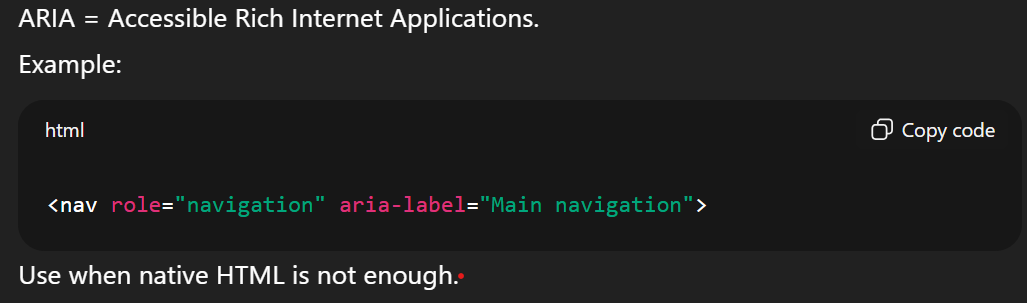 ARIA = Accessible Rich Internet Applications.
Example:
html
Copy code
<nav role="navigation" aria-label="Main navigation">
Use when native HTML is not enough.